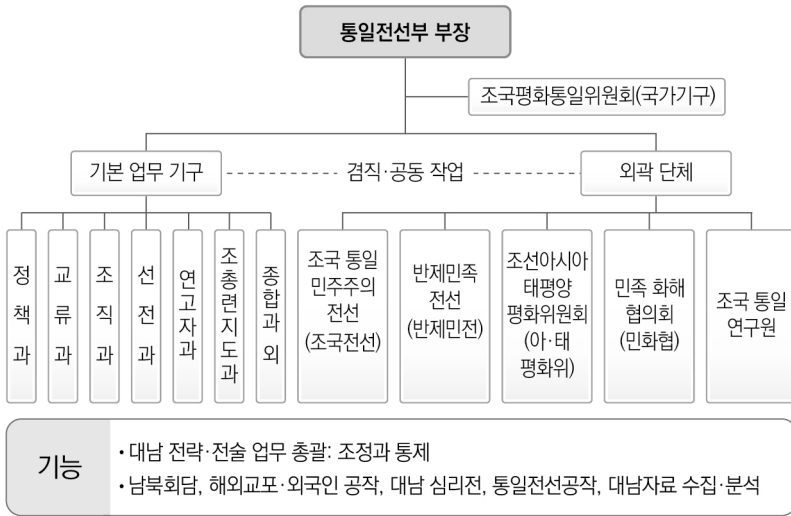 통일전선부 부장
조국평화통일위원회(국가기구)
기본 업무 기구
겸직·공동 작업
외곽 단체
정책과
교류과
조직과
선전과
연고자과
조총련지도과
종합과 외
조국 통일
민주주의
전선
(조국전선)
반제민족
전선
(반제민전)
조선아시아
태평양
평화위원회
(아·태
평화위)
민족 화해
협의회
(민화협)
조국 통일
연구원
기능
• 대남 전략·전술 업무 총괄: 조정과 통제
• 남북회담, 해외교포·외국인 공작, 대남 심리전, 통일전선공작, 대남자료 수집·분석